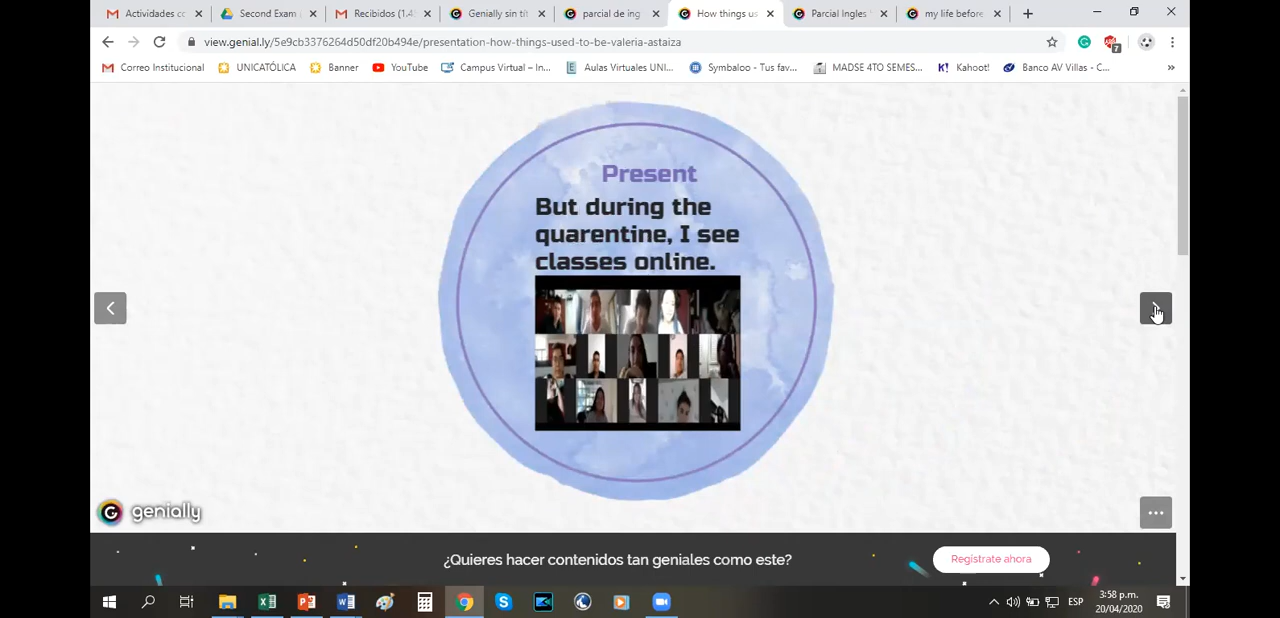 Actividades cc
Second Exam
Recibidos (1.4
Genially sin tít
parcial de ing
How things us
Parcial Ingles
my life before
view.genial.ly/5e9cb3376264d50df20b494e/presentation-how-things-used-to-be-valeria-astaiza
Correo Institucional
UNICATÓLICA
Banner
YouTube
Campus Virtual – In...
Aulas Virtuales UNI...
Symbaloo - Tus fav...
MADSE 4TO SEMES...
Kahoot!
Banco AV Villas - C...
Present
But during the
quarentine, I see
classes online.
genially
¿Quieres hacer contenidos tan geniales como este?
Regístrate ahora
ESP
3:58 p.m.
20/04/2020